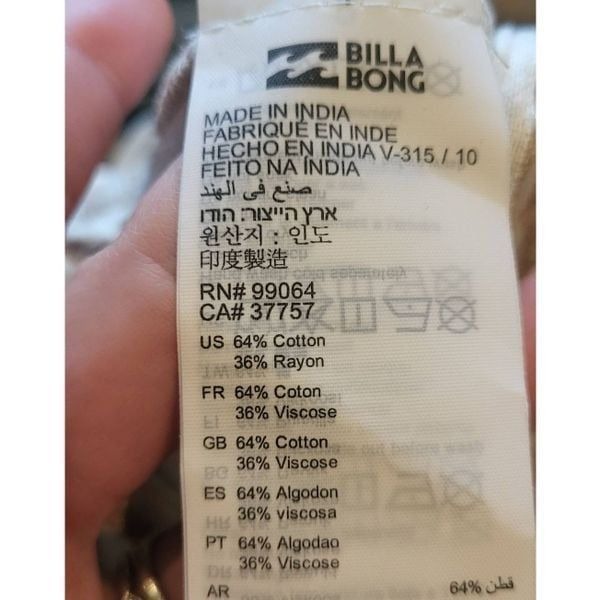 BILLA
BONG
MADE IN INDIA
FABRIQUÉ EN INDE
HECHO EN INDIA V-315 / 10
FEITO NA ÍNDIA
صنع في الهند
ארץ הייצור: הודו
원산지 : 인도
印度製造
RN# 99064
CA# 37757
US 64% Cotton
36% Rayon
FR 64% Coton
36% Viscose
GB 64% Cotton
36% Viscose
ES 64% Algodon
36% viscosa
PT 64% Algodao
36% Viscose
AR 64% قطن